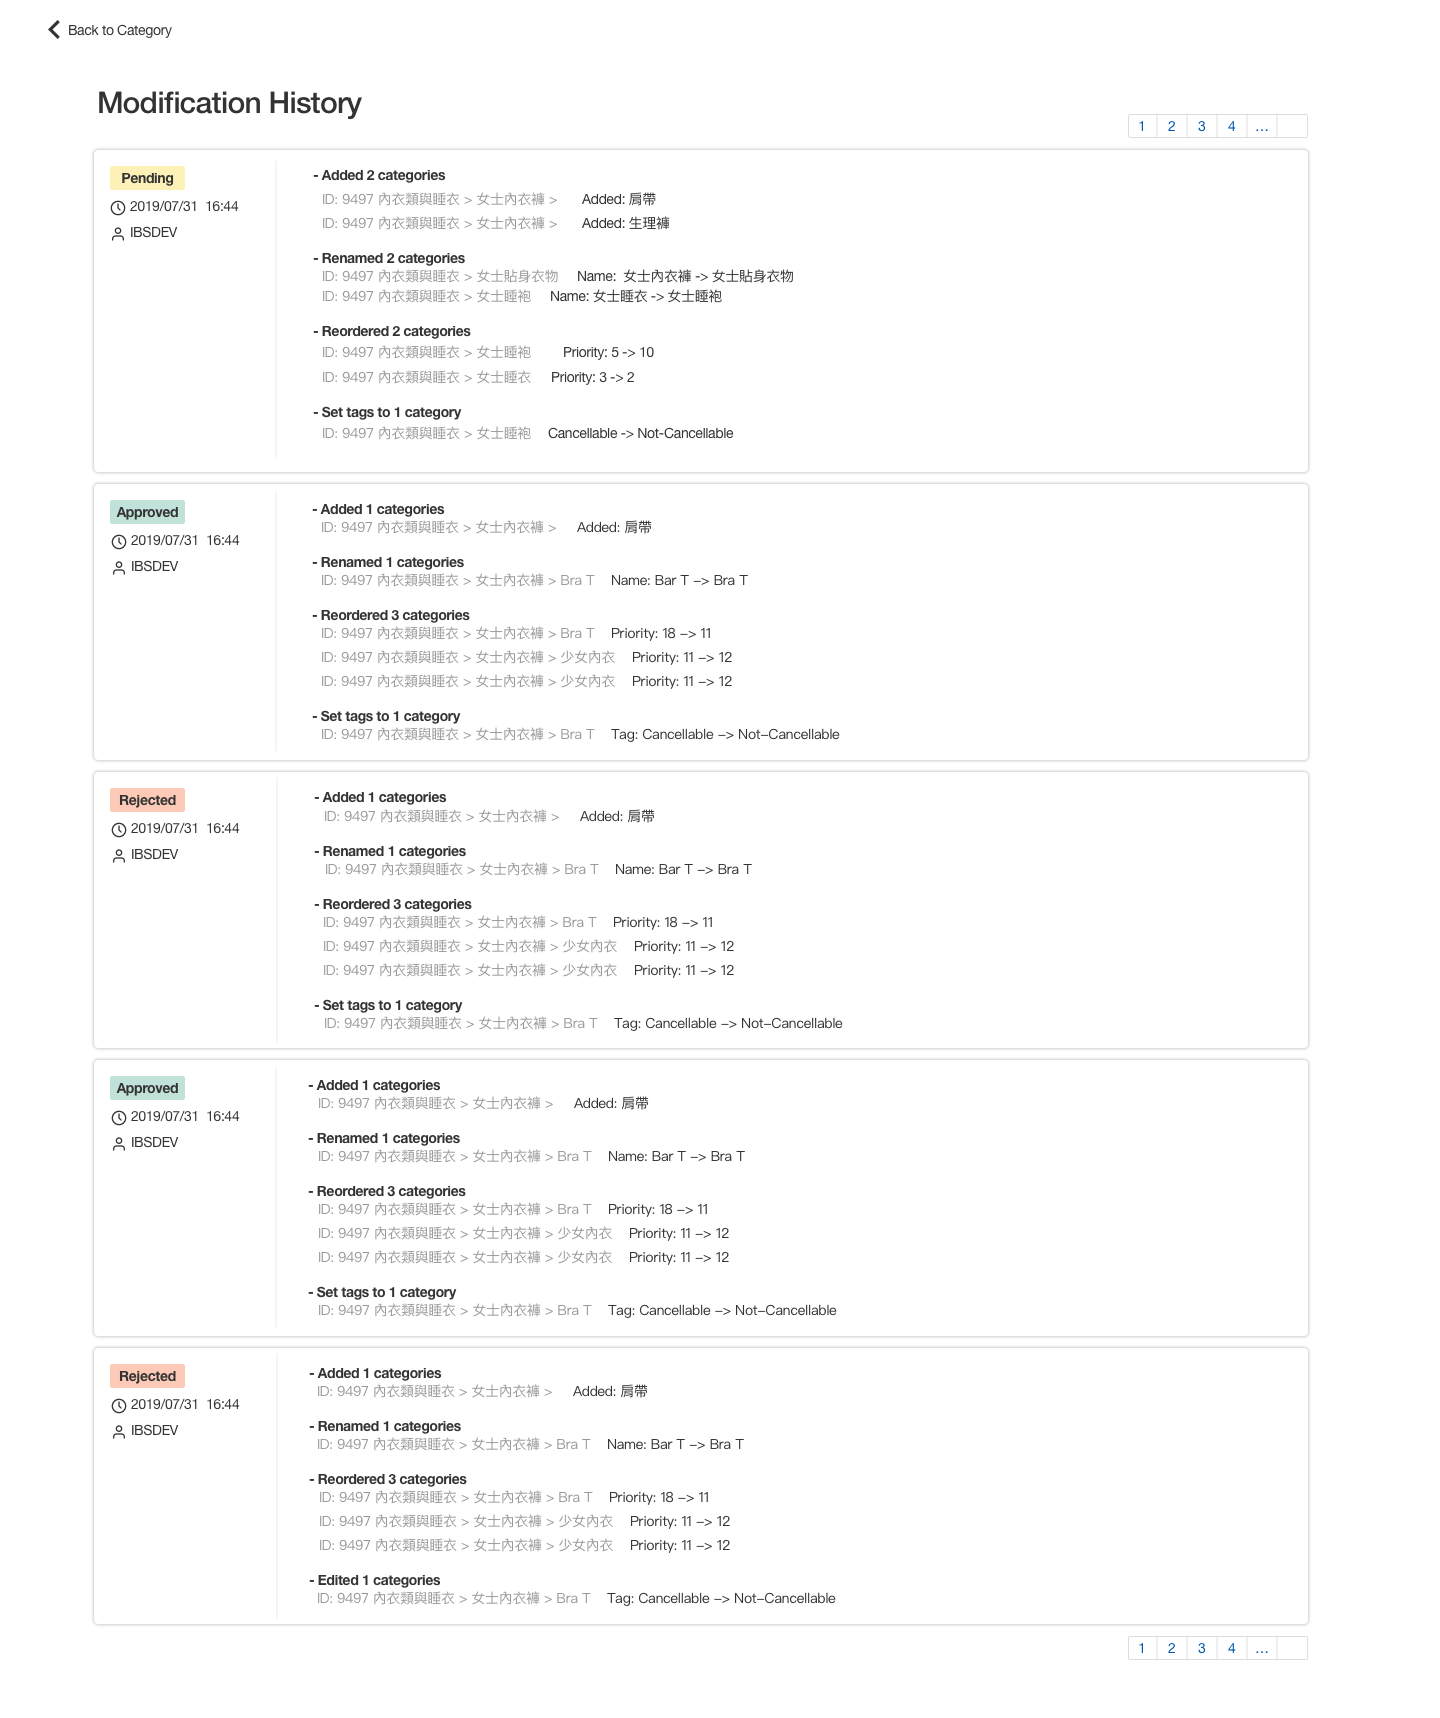 Back to Category
Modification History
1 2 3 4 ...
Pending
2019/07/31 16:44
IBSDEV
- Added 2 categories
ID: 9497 內衣類與睡衣 > 女士內衣褲 > Added: 肩帶
ID: 9497 內衣類與睡衣 > 女士內衣褲 > Added: 生理褲
- Renamed 2 categories
ID: 9497 內衣類與睡衣 > 女士貼身衣物 Name: 女士內衣褲 -> 女士貼身衣物
ID: 9497 內衣類與睡衣 > 女士睡袍 Name: 女士睡衣 -> 女士睡袍
- Reordered 2 categories
ID: 9497 內衣類與睡衣 > 女士睡袍 Priority: 5 -> 10
ID: 9497 內衣類與睡衣 > 女士睡衣 Priority: 3 -> 2
- Set tags to 1 category
ID: 9497 內衣類與睡衣 > 女士睡袍 Cancellable -> Not-Cancellable
Approved
2019/07/31 16:44
IBSDEV
- Added 1 categories
ID: 9497 內衣類與睡衣 > 女士內衣褲 > Added: 肩帶
- Renamed 1 categories
ID: 9497 內衣類與睡衣 > 女士內衣褲 > Bra T Name: Bar T –> Bra T
- Reordered 3 categories
ID: 9497 內衣類與睡衣 > 女士內衣褲 > Bra T Priority: 18 –> 11
ID: 9497 內衣類與睡衣 > 女士內衣褲 > 少女內衣 Priority: 11 –> 12
ID: 9497 內衣類與睡衣 > 女士內衣褲 > 少女內衣 Priority: 11 –> 12
- Set tags to 1 category
ID: 9497 內衣類與睡衣 > 女士內衣褲 > Bra T Tag: Cancellable –> Not–Cancellable
Rejected
2019/07/31 16:44
IBSDEV
- Added 1 categories
ID: 9497 內衣類與睡衣 > 女士內衣褲 > Added: 肩帶
- Renamed 1 categories
ID: 9497 內衣類與睡衣 > 女士內衣褲 > Bra T Name: Bar T –> Bra T
- Reordered 3 categories
ID: 9497 內衣類與睡衣 > 女士內衣褲 > Bra T Priority: 18 –> 11
ID: 9497 內衣類與睡衣 > 女士內衣褲 > 少女內衣 Priority: 11 –> 12
ID: 9497 內衣類與睡衣 > 女士內衣褲 > 少女內衣 Priority: 11 –> 12
- Set tags to 1 category
ID: 9497 內衣類與睡衣 > 女士內衣褲 > Bra T Tag: Cancellable –> Not–Cancellable
Approved
2019/07/31 16:44
IBSDEV
- Added 1 categories
ID: 9497 內衣類與睡衣 > 女士內衣褲 > Added: 肩帶
- Renamed 1 categories
ID: 9497 內衣類與睡衣 > 女士內衣褲 > Bra T Name: Bar T –> Bra T
- Reordered 3 categories
ID: 9497 內衣類與睡衣 > 女士內衣褲 > Bra T Priority: 18 –> 11
ID: 9497 內衣類與睡衣 > 女士內衣褲 > 少女內衣 Priority: 11 –> 12
ID: 9497 內衣類與睡衣 > 女士內衣褲 > 少女內衣 Priority: 11 –> 12
- Set tags to 1 category
ID: 9497 內衣類與睡衣 > 女士內衣褲 > Bra T Tag: Cancellable –> Not–Cancellable
Rejected
2019/07/31 16:44
IBSDEV
- Added 1 categories
ID: 9497 內衣類與睡衣 > 女士內衣褲 > Added: 肩帶
- Renamed 1 categories
ID: 9497 內衣類與睡衣 > 女士內衣褲 > Bra T Name: Bar T –> Bra T
- Reordered 3 categories
ID: 9497 內衣類與睡衣 > 女士內衣褲 > Bra T Priority: 18 –> 11
ID: 9497 內衣類與睡衣 > 女士內衣褲 > 少女內衣 Priority: 11 –> 12
ID: 9497 內衣類與睡衣 > 女士內衣褲 > 少女內衣 Priority: 11 –> 12
- Edited 1 categories
ID: 9497 內衣類與睡衣 > 女士內衣褲 > Bra T Tag: Cancellable –> Not–Cancellable
1 2 3 4 ...